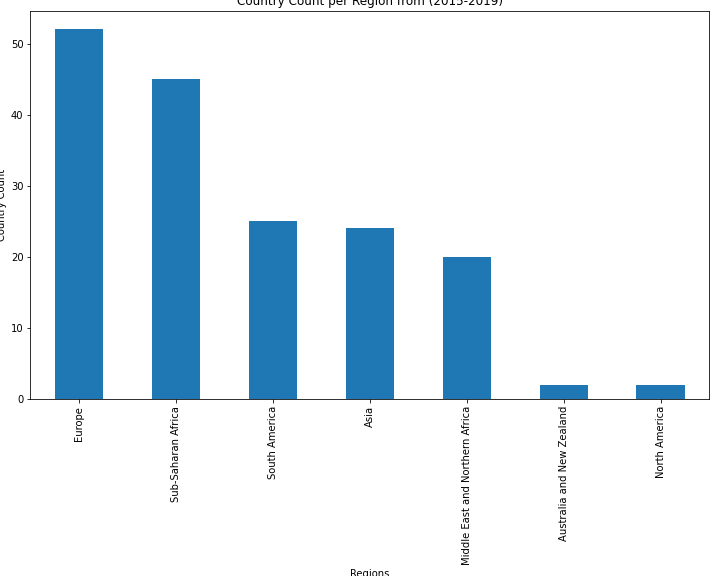 Country Count per Region from (2015-2019)
Country Count
50
40
30
20
10
0
Europe
Sub-Saharan Africa
South America
Asia
Middle East and Northern Africa
Australia and New Zealand
North America
Regions